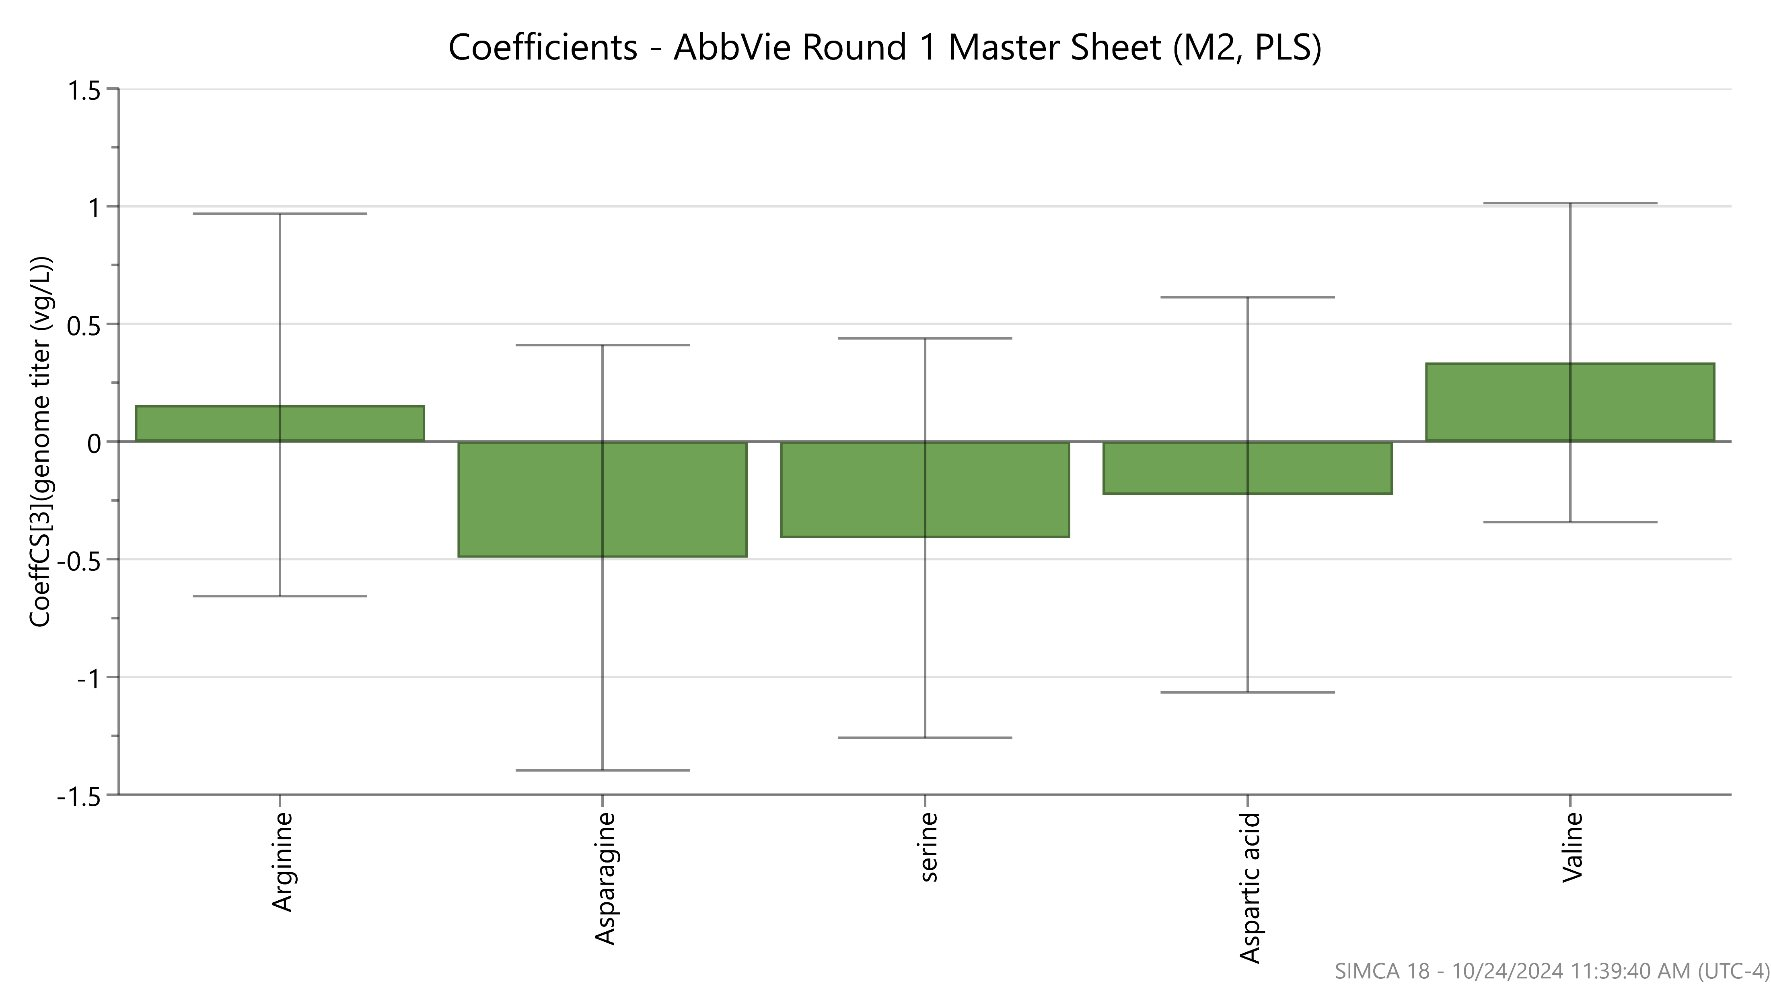 Coefficients - AbbVie Round 1 Master Sheet (M2, PLS)
CoeffCS[3](genome titer (vg/L))
1.5
1
0.5
0
-0.5
-1
-1.5
Arginine
Asparagine
serine
Aspartic acid
Valine
SIMCA 18 - 10/24/2024 11:39:40 AM (UTC-4)